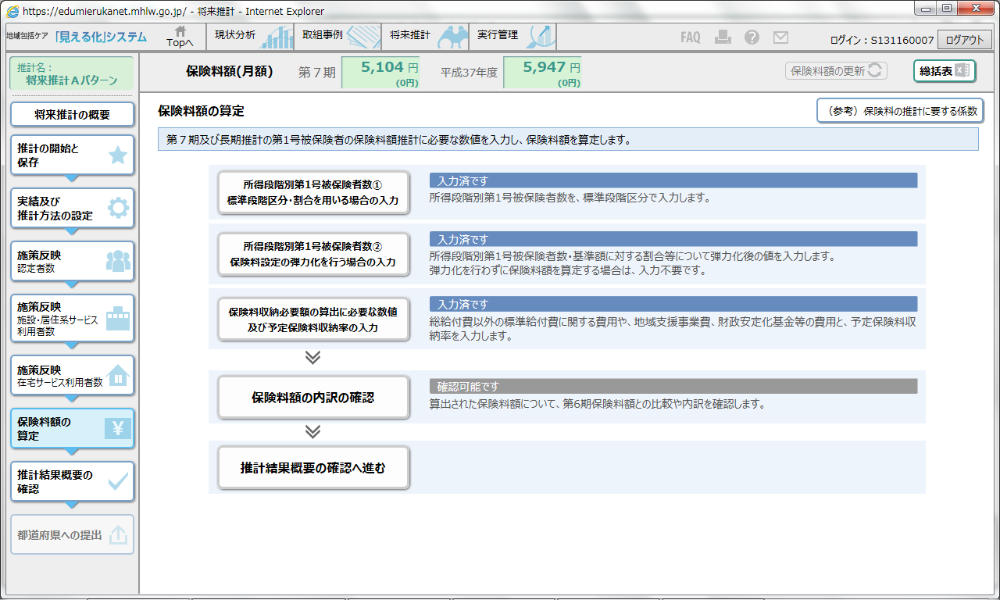 https://edumierukanet.mhlw.go.jp/ - 将来推計 - Internet Explorer
地域包括ケア「見える化」システム
Topへ
現状分析
取組事例
将来推計
実行管理
FAQ
ログイン：S131160007
ログアウト
推計名：
将来推計Aパターン
保険料額(月額)
第７期
5,104 円
(0円)
平成37年度
5,947 円
(0円)
保険料額の更新
総括表
将来推計の概要
推計の開始と
保存
実績及び
推計方法の設定
施策反映
認定者数
施策反映
施設・居住系サービス
利用者数
施策反映
在宅サービス利用者数
保険料額の
算定
¥
推計結果概要の
確認
都道府県への提出
保険料額の算定
（参考）保険料の推計に要する係数
第７期及び長期推計の第1号被保険者の保険料額推計に必要な数値を入力し、保険料額を算定します。
所得段階別第1号被保険者数①
標準段階区分・割合を用いる場合の入力
入力済です
所得段階別第1号被保険者数を、標準段階区分で入力します。
所得段階別第1号被保険者数②
保険料設定の弾力化を行う場合の入力
入力済です
所得段階別第1号被保険者数・基準額に対する割合等について弾力化後の値を入力します。
弾力化を行わずに保険料額を算定する場合は、入力不要です。
保険料収納必要額の算出に必要な数値
及び予定保険料収納率の入力
入力済です
総給付費以外の標準給付費に関する費用や、地域支援事業費、財政安定化基金等の費用と、予定保険料収
納率を入力します。
保険料額の内訳の確認
確認可能です
算出された保険料額について、第6期保険料額との比較や内訳を確認します。
推計結果概要の確認へ進む